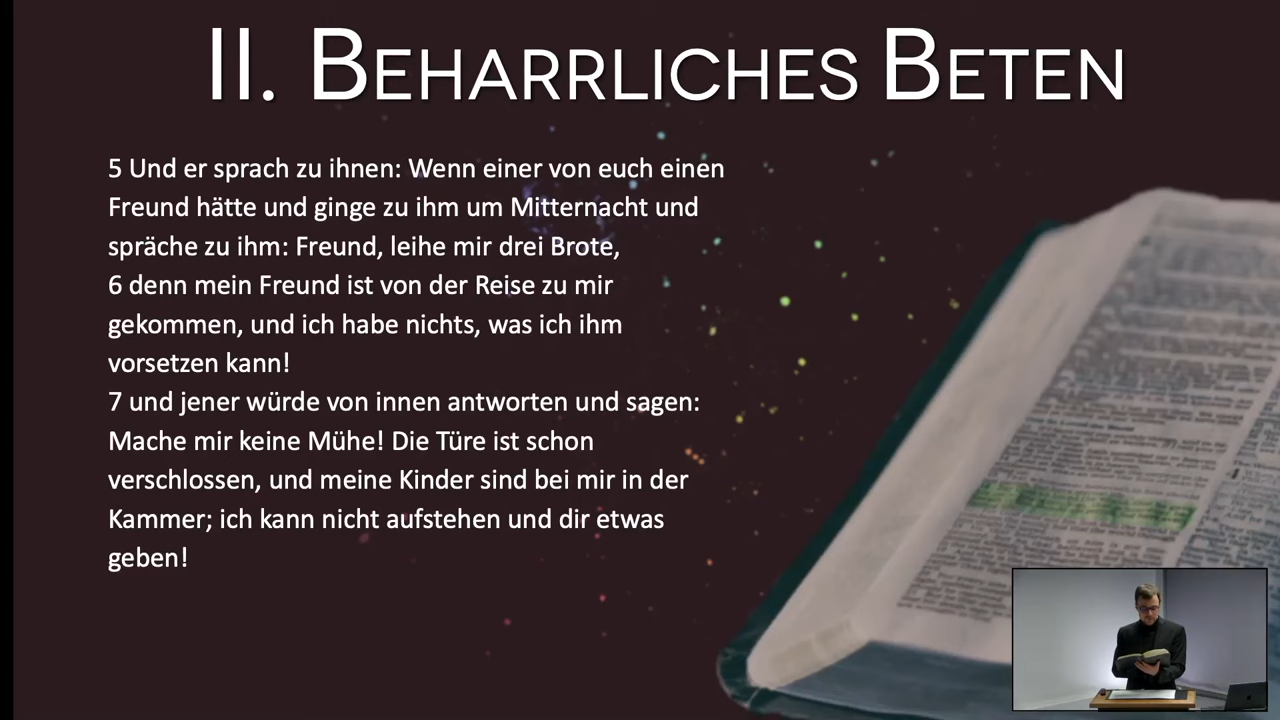 II. BEHARRLICHES BETEN
5 Und er sprach zu ihnen: Wenn einer von euch einen
Freund hätte und ginge zu ihm um Mitternacht und
spräche zu ihm: Freund, leihe mir drei Brote,
6 denn mein Freund ist von der Reise zu mir
gekommen, und ich habe nichts, was ich ihm
vorsetzen kann!
7 und jener würde von innen antworten und sagen:
Mache mir keine Mühe! Die Türe ist schon
verschlossen, und meine Kinder sind bei mir in der
Kammer; ich kann nicht aufstehen und dir etwas
geben!